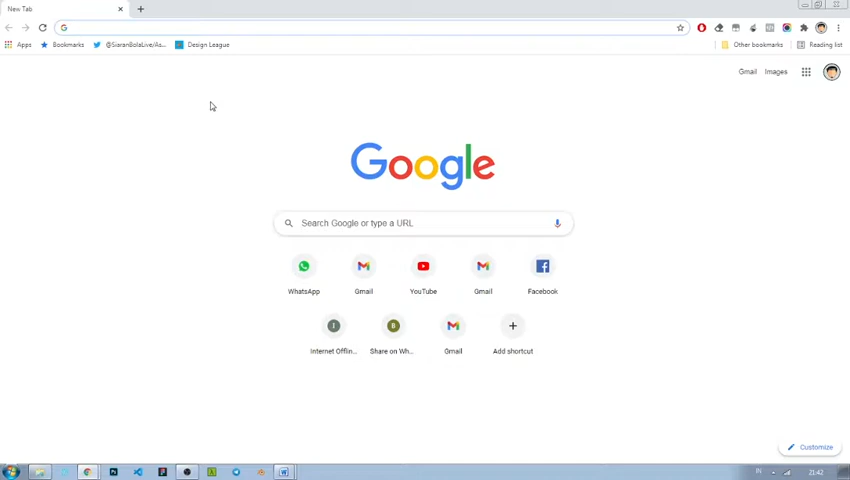 New Tab
Apps Bookmarks @SiaranBolaLive/As... Design League Other bookmarks Reading list
Gmail Images
Google
Search Google or type a URL
WhatsApp Gmail YouTube Gmail Facebook
I B
Internet Offlin... Share on Wh... Gmail Add shortcut
Customize
IN 21:42